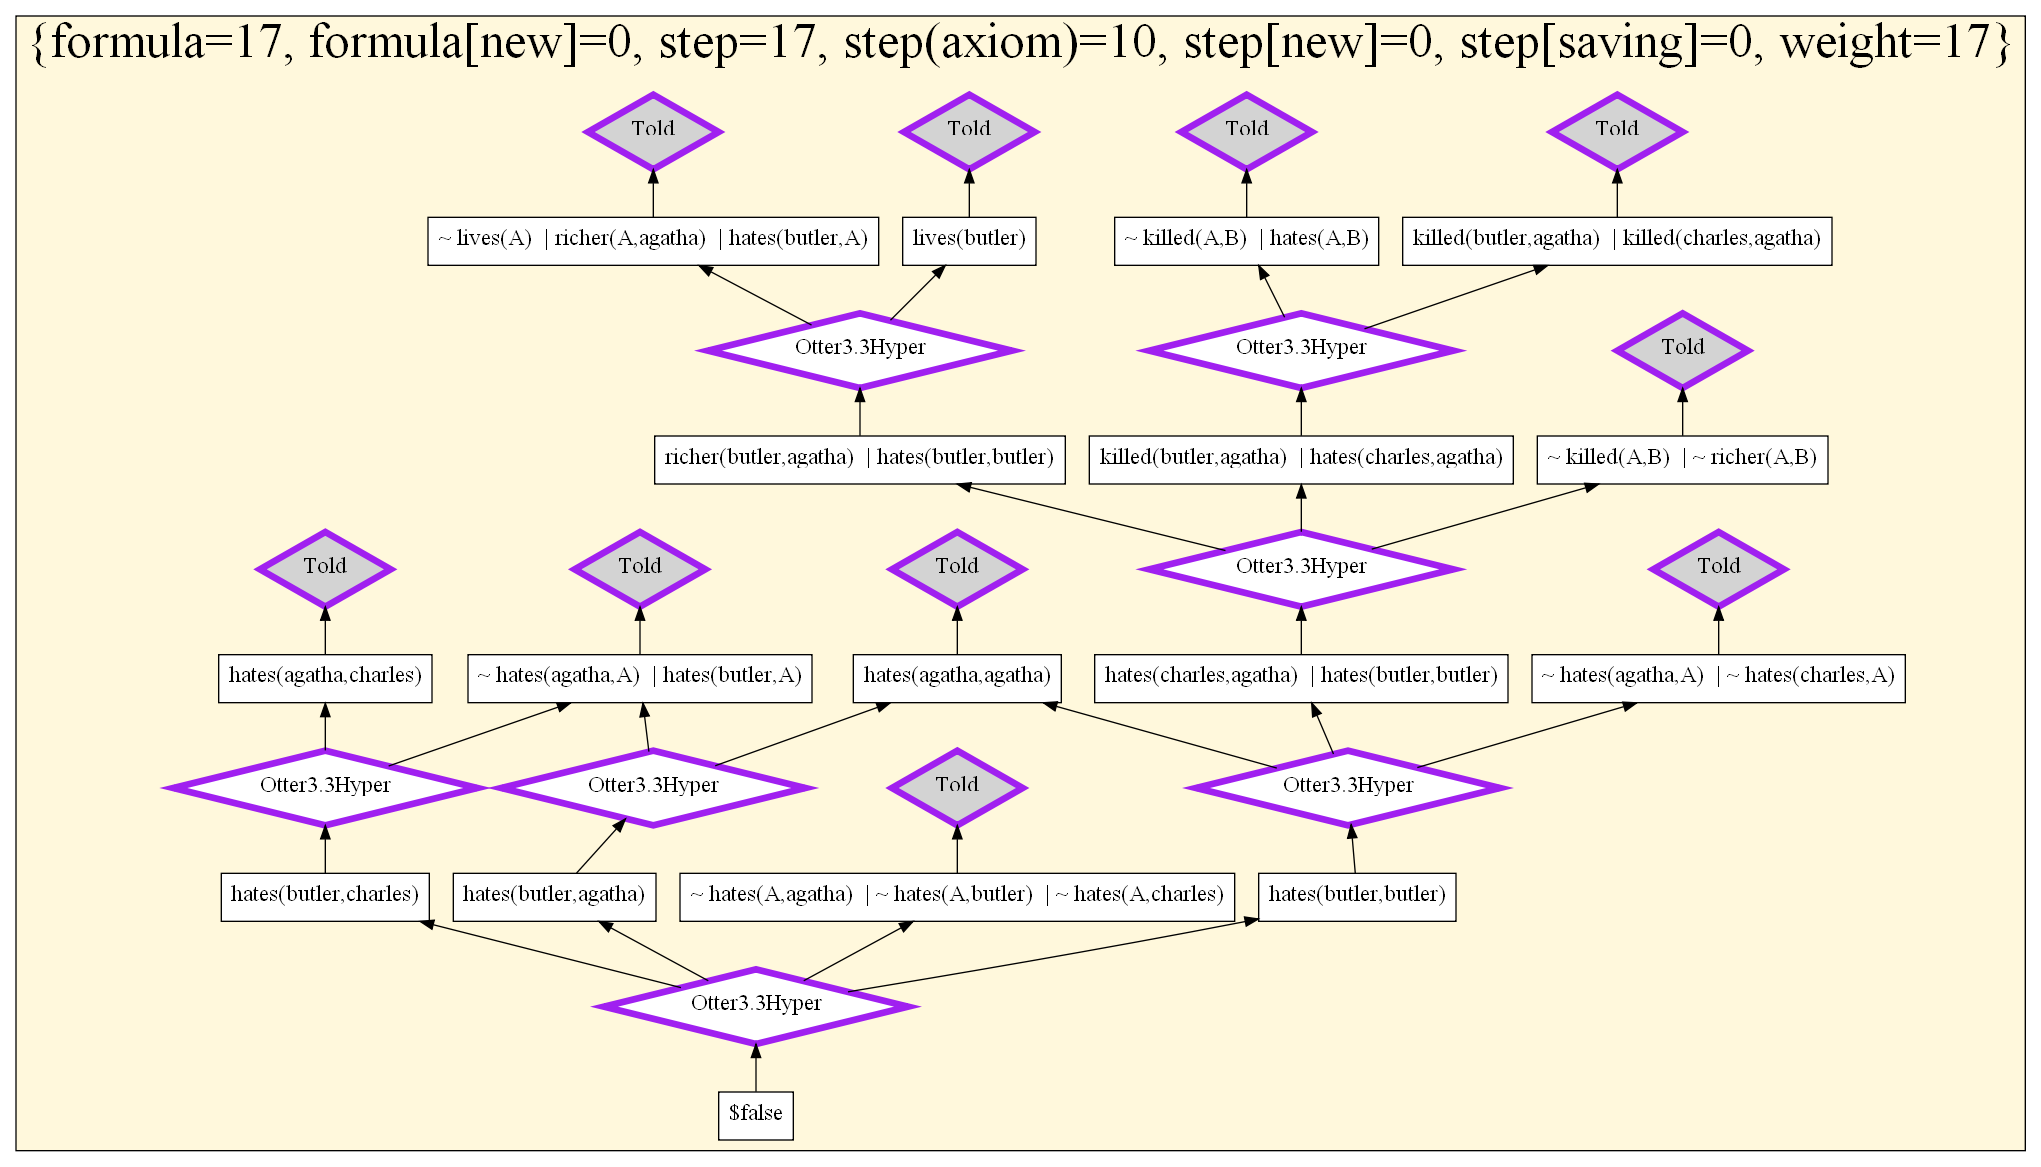 {formula=17, formula[new]=0, step=17, step(axiom)=10, step[new]=0, step[saving]=0, weight=17}
Told
Told
Told
Told
~ lives(A) | richer(A,agatha) | hates(butler,A)
lives(butler)
~ killed(A,B) | hates(A,B)
killed(butler,agatha) | killed(charles,agatha)
Otter3.3Hyper
Otter3.3Hyper
Told
richer(butler,agatha) | hates(butler,butler)
killed(butler,agatha) | hates(charles,agatha)
~ killed(A,B) | ~ richer(A,B)
Told
Told
Told
Otter3.3Hyper
Told
hates(agatha,charles)
~ hates(agatha,A) | hates(butler,A)
hates(agatha,agatha)
hates(charles,agatha) | hates(butler,butler)
~ hates(agatha,A) | ~ hates(charles,A)
Otter3.3Hyper
Otter3.3Hyper
Told
Otter3.3Hyper
hates(butler,charles)
hates(butler,agatha)
~ hates(A,agatha) | ~ hates(A,butler) | ~ hates(A,charles)
hates(butler,butler)
Otter3.3Hyper
$false